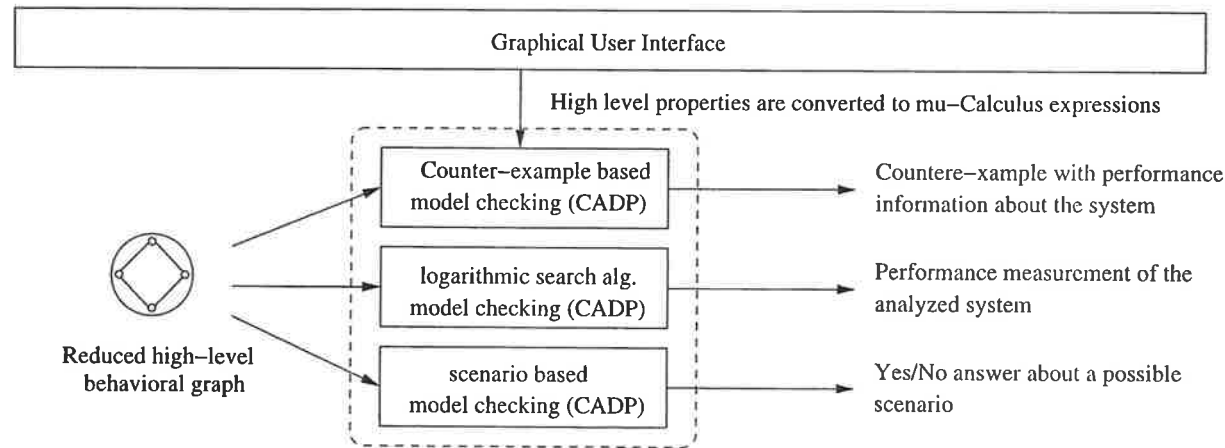 Graphical User Interface
High level properties are converted to mu–Calculus expressions
Counter–example based
model checking (CADP)
Countere–xample with performance
information about the system
logarithmic search alg.
model checking (CADP)
Performance measurement of the
analyzed system
Reduced high–level
behavioral graph
scenario based
model checking (CADP)
Yes/No answer about a possible
scenario